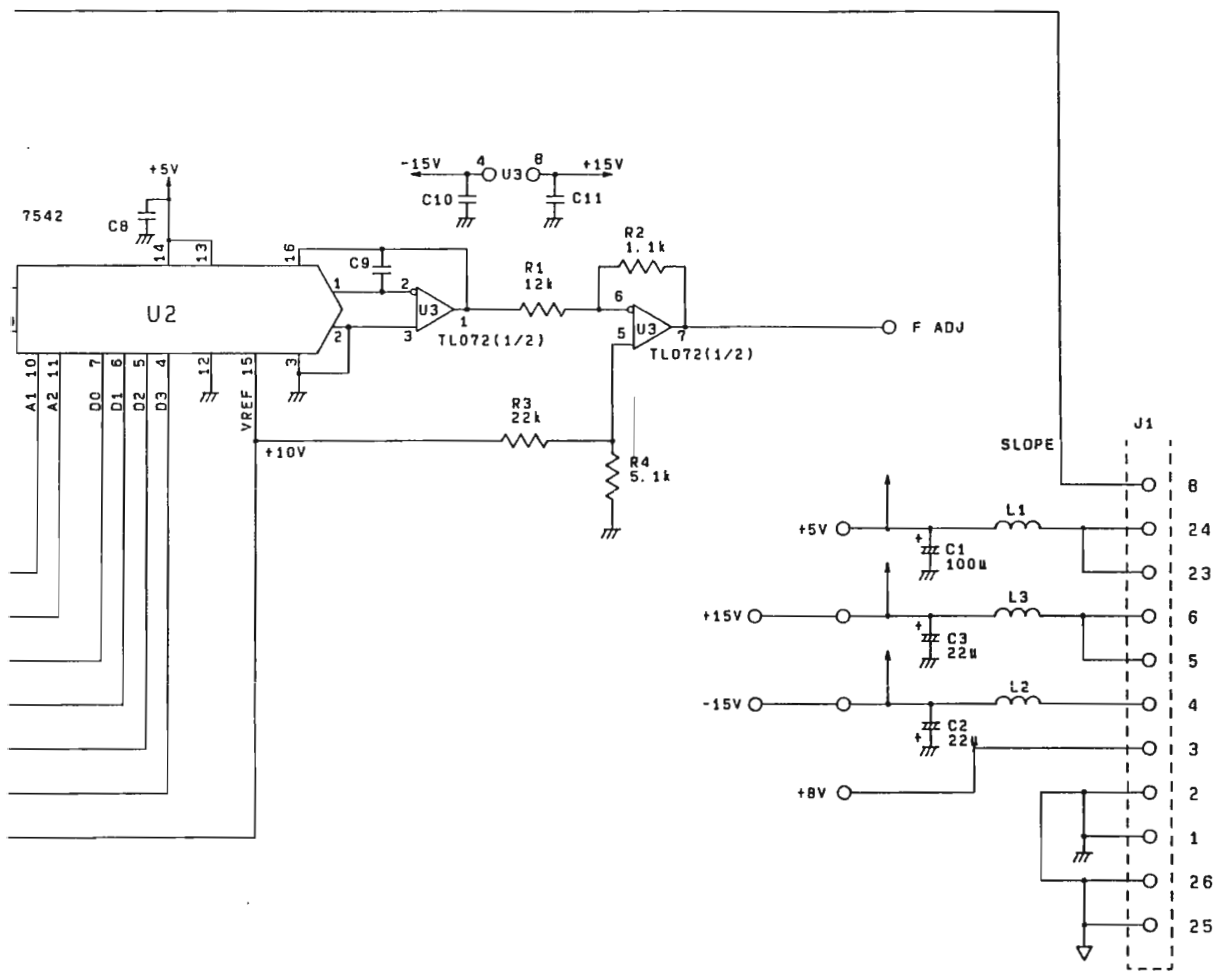 +5V
C8
7542
14
13
16
U2
1
2
C9
2
3
U3
1
TL072(1/2)
-15V
4
U3
8
+15V
C10
C11
R1
12k
R2
1.1k
6
5
U3
7
TL072(1/2)
F ADJ
A1 10
A2 11
D0 7
D1 6
D2 5
D3 4
12
VREF 15
3
+10V
R3
22k
R4
5.1k
J1
SLOPE
8
+5V
+
C1
100u
L1
24
23
+15V
+
C3
22u
L3
6
5
-15V
+
C2
22u
L2
4
3
+8V
2
1
26
25